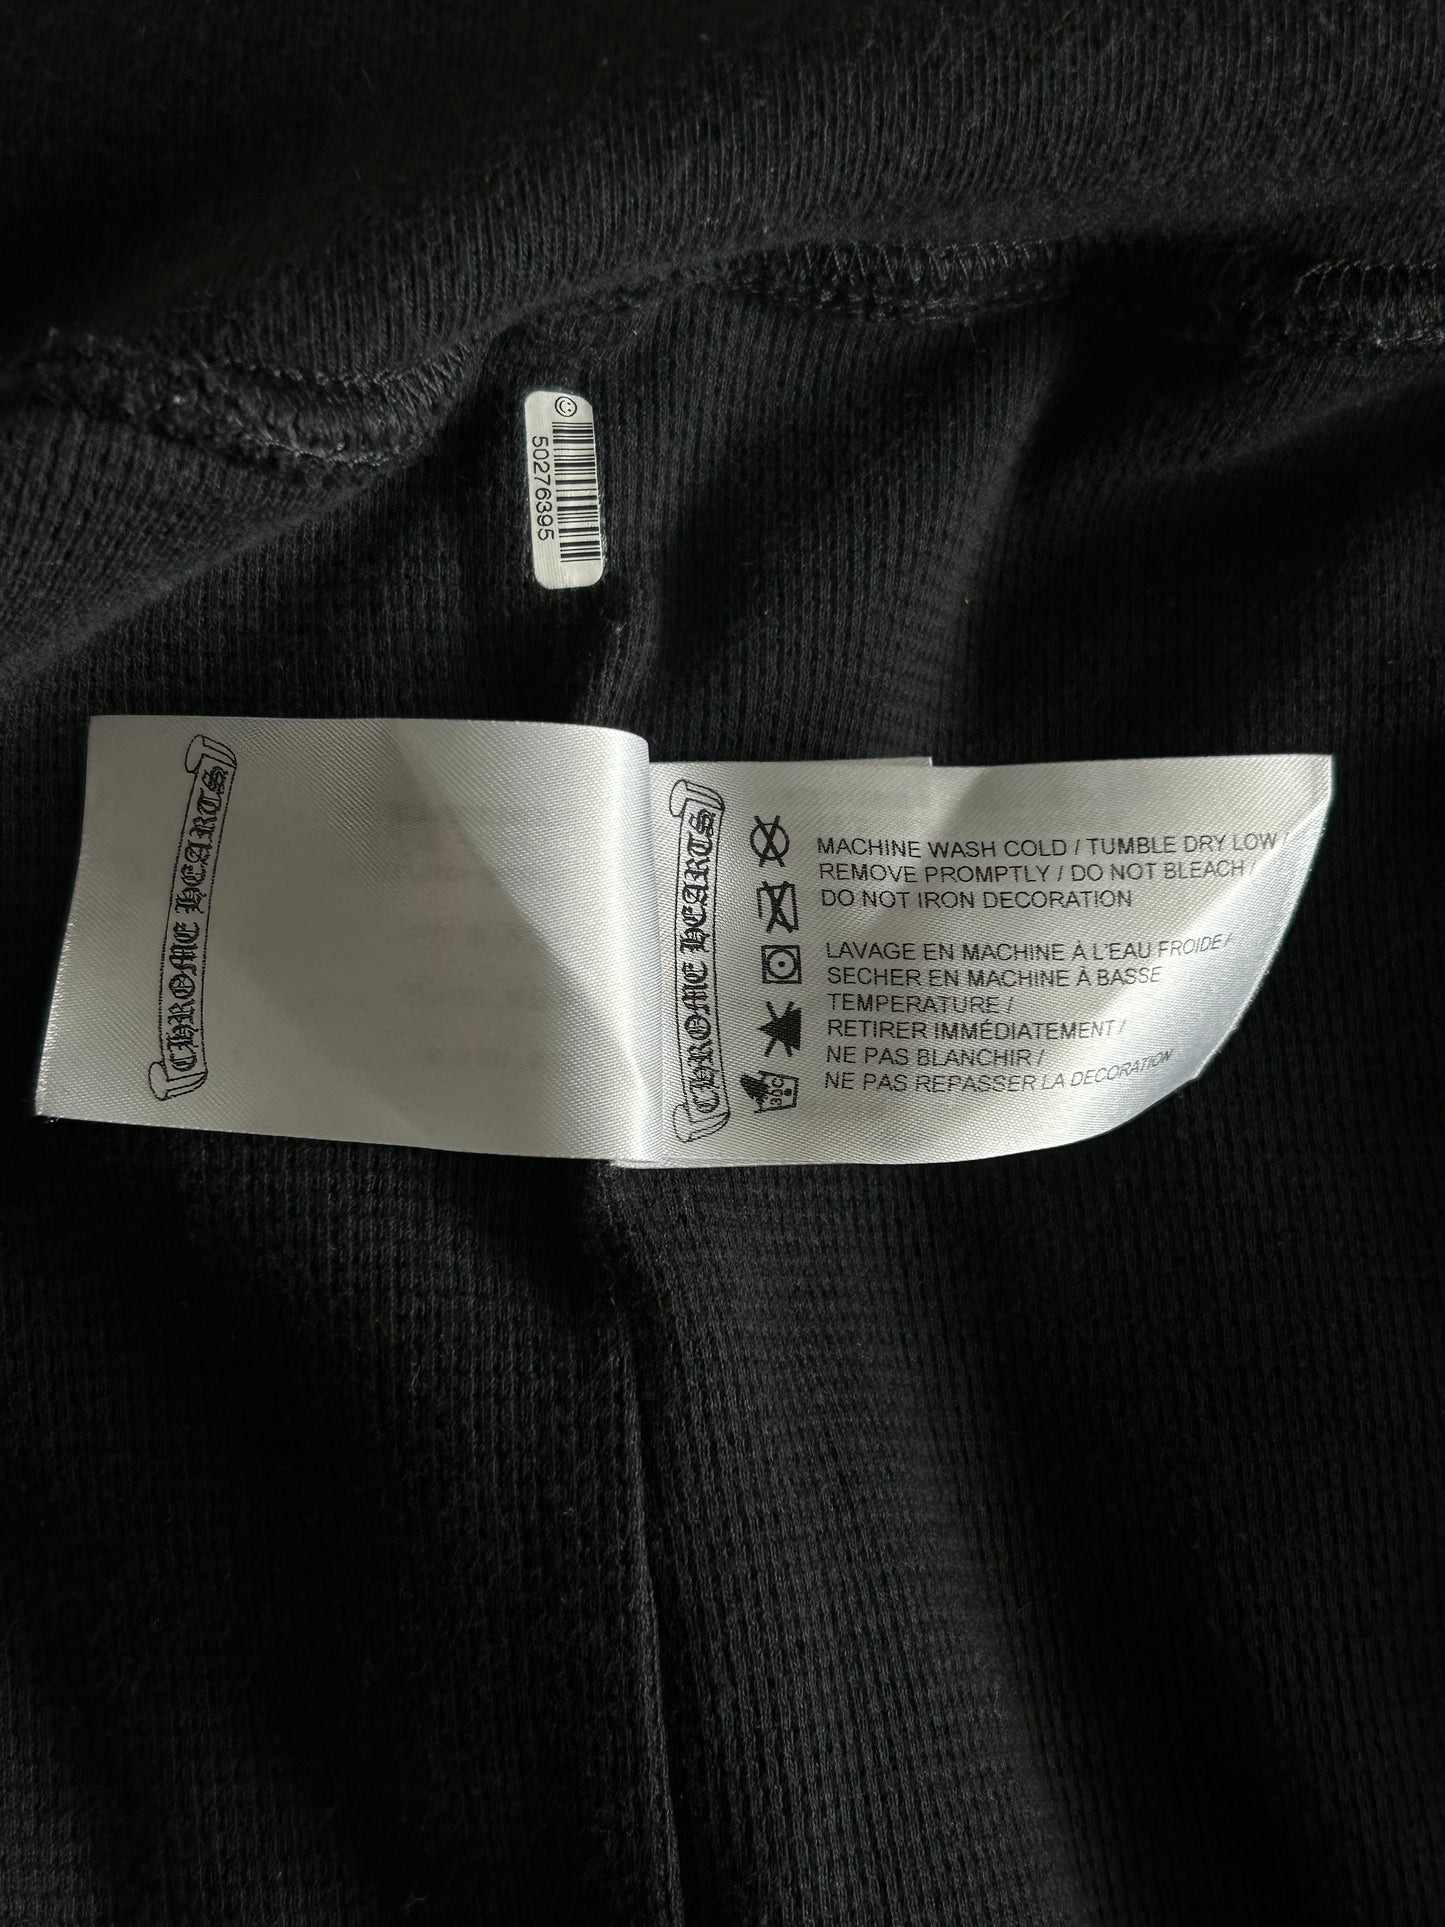 50276395
CHROME HEARTS
CHROME HEARTS
MACHINE WASH COLD / TUMBLE DRY LOW /
REMOVE PROMPTLY / DO NOT BLEACH /
DO NOT IRON DECORATION
LAVAGE EN MACHINE À L'EAU FROIDE /
SECHER EN MACHINE À BASSE
TEMPERATURE /
RETIRER IMMÉDIATEMENT /
NE PAS BLANCHIR /
NE PAS REPASSER LA DECORATION
30C